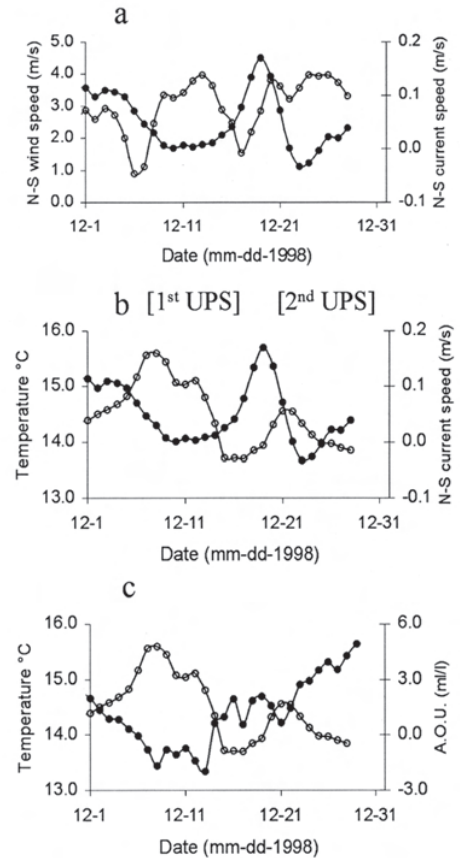 a
5.0
4.0
3.0
2.0
1.0
0.0
N-S wind speed (m/s)
0.2
0.1
0.0
-0.1
N-S current speed (m/s)
12-1 12-11 12-21 12-31
Date (mm-dd-1998)
b [1st UPS] [2nd UPS]
16.0
15.0
14.0
13.0
Temperature °C
0.2
0.1
0.0
-0.1
N-S current speed (m/s)
12-1 12-11 12-21 12-31
Date (mm-dd-1998)
c
16.0
15.0
14.0
13.0
Temperature °C
6.0
3.0
0.0
-3.0
A.O.U. (ml/l)
12-1 12-11 12-21 12-31
Date (mm-dd-1998)